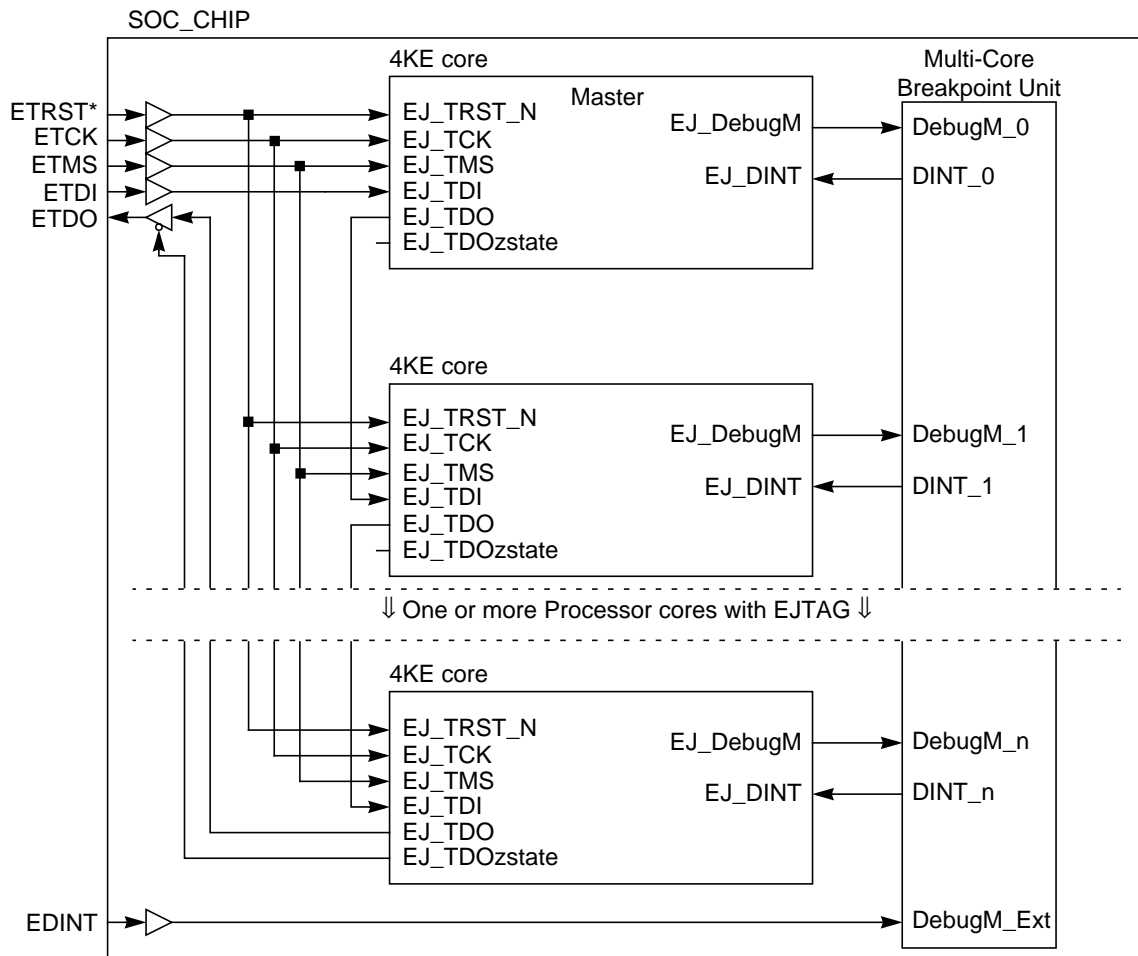 SOC_CHIP
4KE core
Multi-Core
Breakpoint Unit
ETRST*
ETCK
ETMS
ETDI
ETDO
Master
EJ_TRST_N
EJ_TCK
EJ_TMS
EJ_TDI
EJ_TDO
EJ_TDOzstate
EJ_DebugM
EJ_DINT
DebugM_0
DINT_0
4KE core
EJ_TRST_N
EJ_TCK
EJ_TMS
EJ_TDI
EJ_TDO
EJ_TDOzstate
EJ_DebugM
EJ_DINT
DebugM_1
DINT_1
⇓ One or more Processor cores with EJTAG ⇓
4KE core
EJ_TRST_N
EJ_TCK
EJ_TMS
EJ_TDI
EJ_TDO
EJ_TDOzstate
EJ_DebugM
EJ_DINT
DebugM_n
DINT_n
EDINT
DebugM_Ext